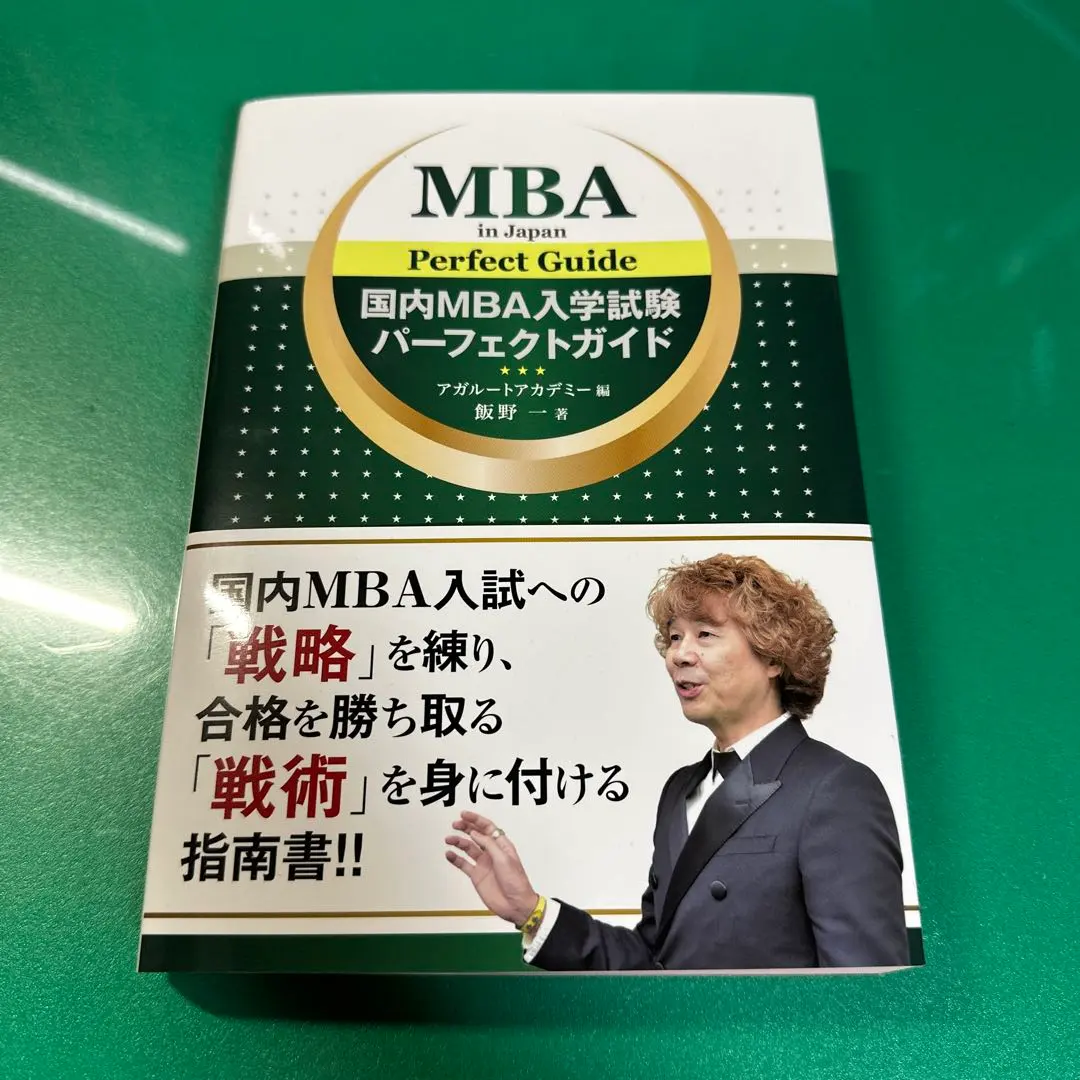 MBA
in Japan
Perfect Guide
国内MBA入学試験
パーフェクトガイド
★★★
アガルートアカデミー 編
飯野 一 著
国内MBA入試への
「戦略」を練り、
合格を勝ち取る
「戦術」を身に付ける
指南書!!